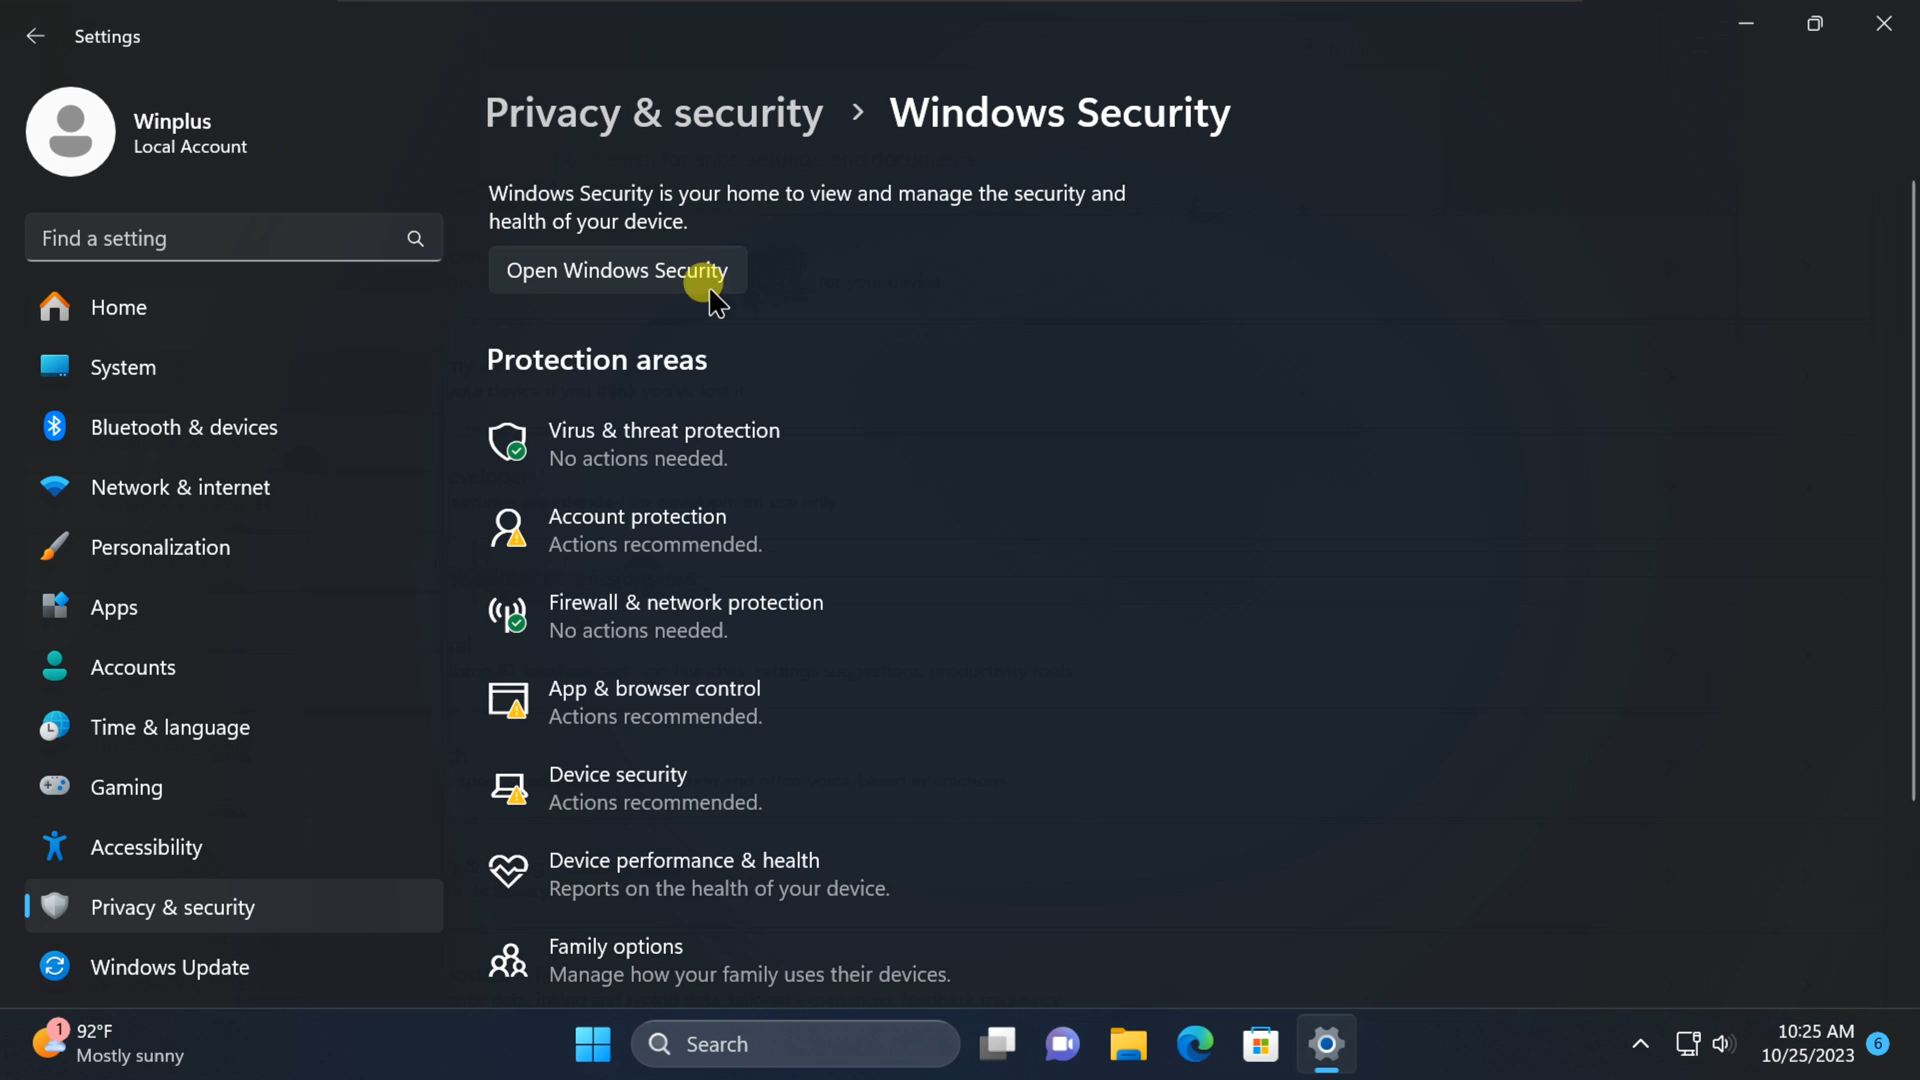 Settings
Winplus
Local Account
Find a setting
Home
System
Bluetooth & devices
Network & internet
Personalization
Apps
Accounts
Time & language
Gaming
Accessibility
Privacy & security
Windows Update
Privacy & security > Windows Security
Windows Security is your home to view and manage the security and
health of your device.
Open Windows Security
Protection areas
Virus & threat protection
No actions needed.
Account protection
Actions recommended.
Firewall & network protection
No actions needed.
App & browser control
Actions recommended.
Device security
Actions recommended.
Device performance & health
Reports on the health of your device.
Family options
Manage how your family uses their devices.
1
92°F
Mostly sunny
Search
10:25 AM
10/25/2023
6